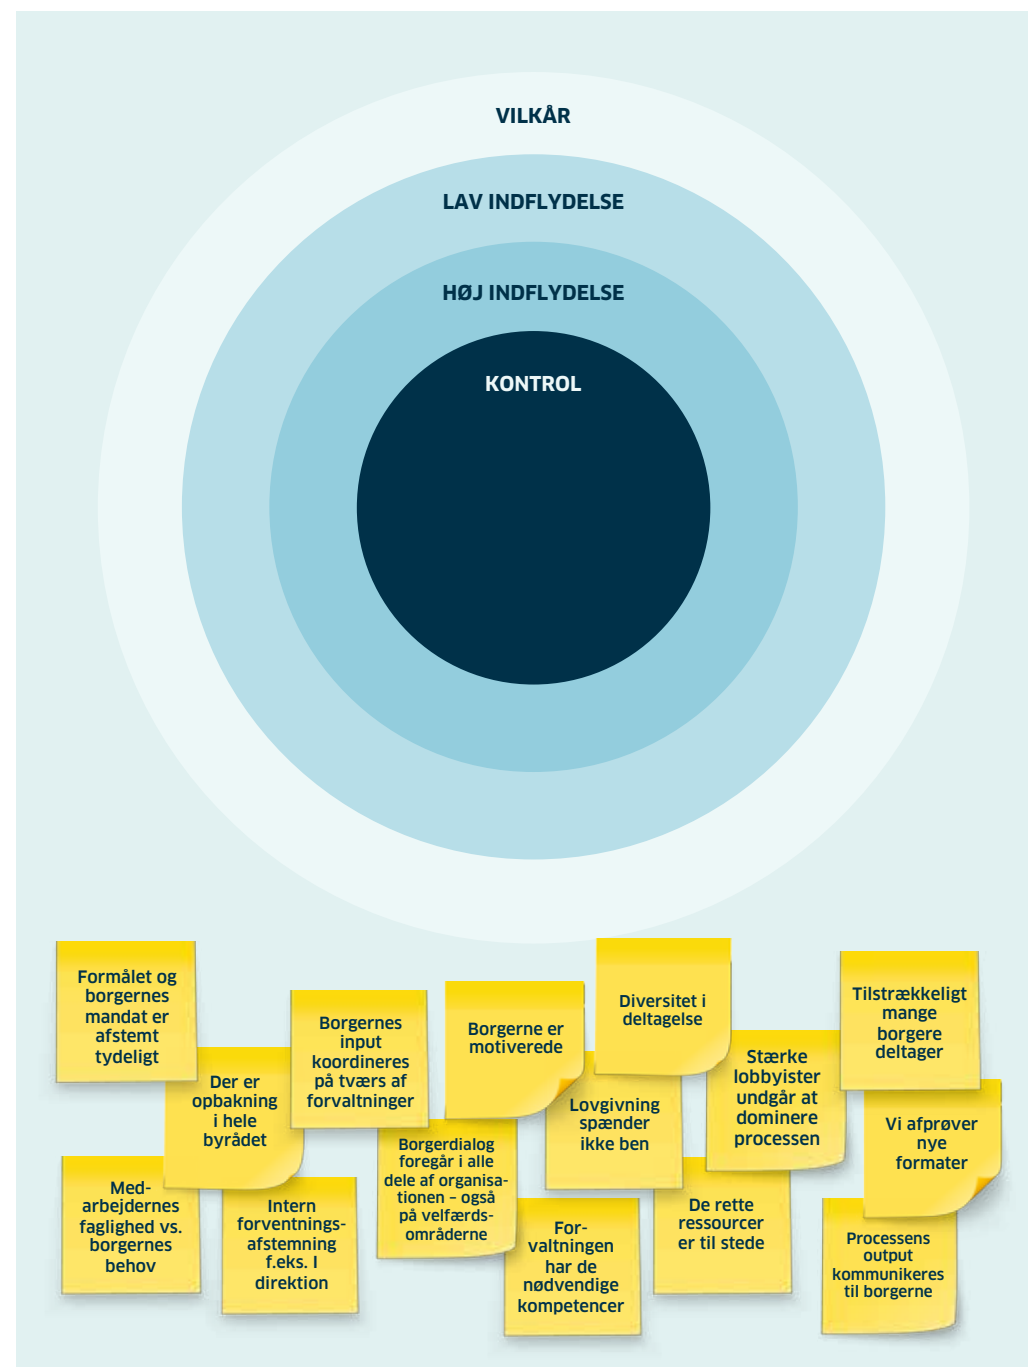 VILKÅR
LAV INDFLYDELSE
HØJ INDFLYDELSE
KONTROL
Formålet og
borgernes
mandat er
afstemt
tydeligt
Der er
opbakning
i hele
byrådet
Borgernes
input
koordineres
på tværs af
forvaltninger
Borgerne er
motiverede
Diversitet i
deltagelse
Tilstrækkeligt
mange
borgere
deltager
Stærke
lobbyister
undgår at
dominere
processen
Lovgivning
spænder
ikke ben
Vi afprøver
nye
formater
Borgerdialog
foregår i alle
dele af organisa-
tionen – også
på velfærds-
områderne
Med-
arbejdernes
faglighed vs.
borgernes
behov
Intern
forventnings-
afstemning
f.eks. I
direktion
For-
valtningen
har de
nødvendige
kompetencer
De rette
ressourcer
er til stede
Processens
output
kommunikeres
til borgerne